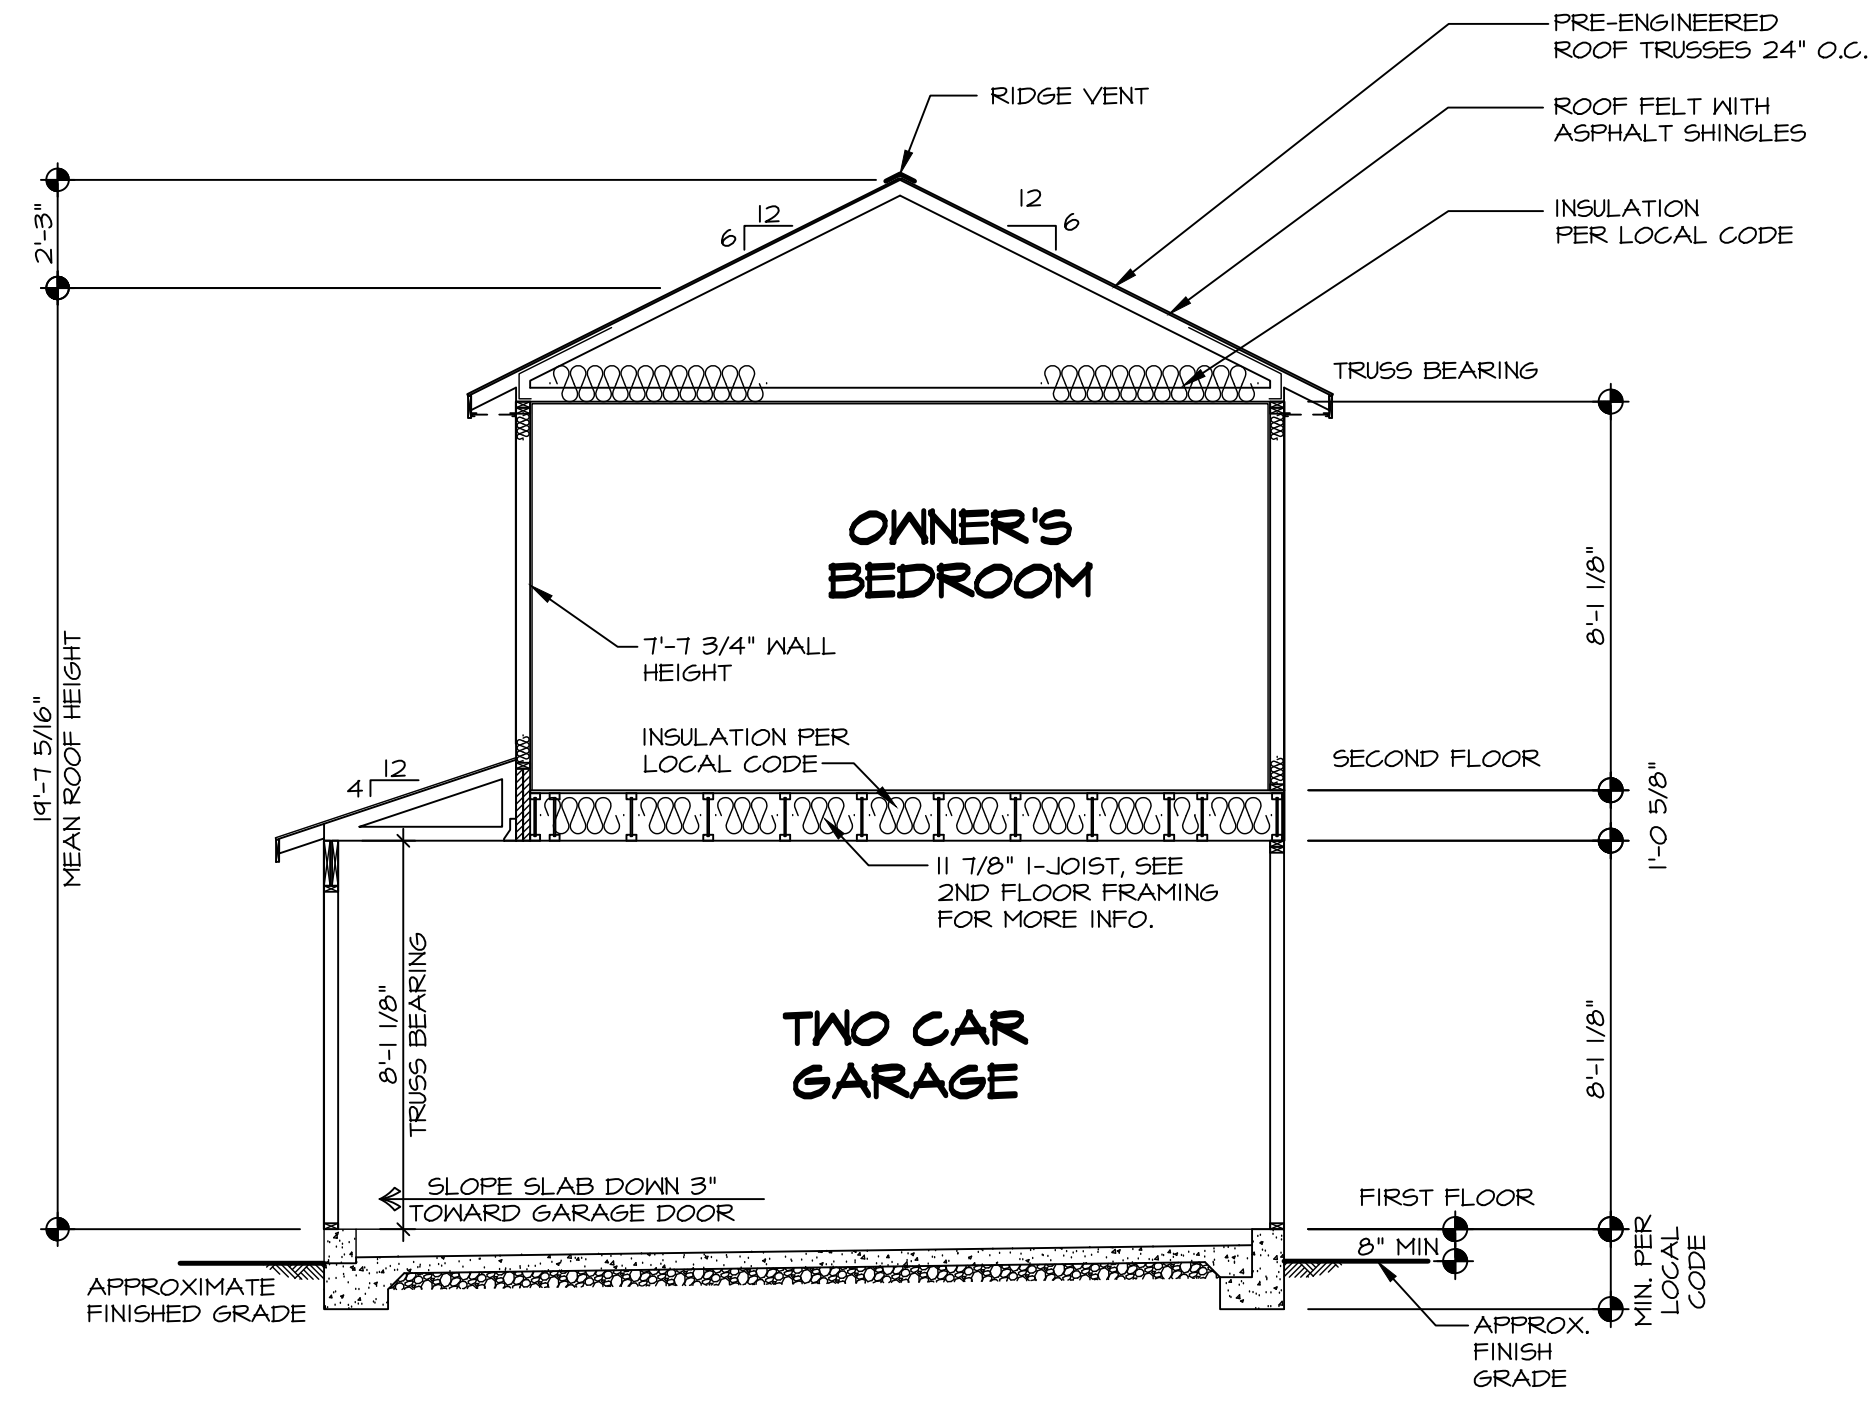 PRE-ENGINEERED
ROOF TRUSSES 24" O.C.
RIDGE VENT
ROOF FELT WITH
ASPHALT SHINGLES
INSULATION
PER LOCAL CODE
2'-3"
12
6
12
6
TRUSS BEARING
OWNER'S
BEDROOM
8'-1 1/8"
7'-7 3/4" WALL
HEIGHT
19'-7 5/16"
MEAN ROOF HEIGHT
INSULATION PER
LOCAL CODE
SECOND FLOOR
12
4
1'-0 5/8"
11 7/8" I-JOIST, SEE
2ND FLOOR FRAMING
FOR MORE INFO.
8'-1 1/8"
TRUSS BEARING
TWO CAR
GARAGE
8'-1 1/8"
SLOPE SLAB DOWN 3"
TOWARD GARAGE DOOR
FIRST FLOOR
8" MIN
MIN. PER
LOCAL
CODE
APPROXIMATE
FINISHED GRADE
APPROX.
FINISH
GRADE